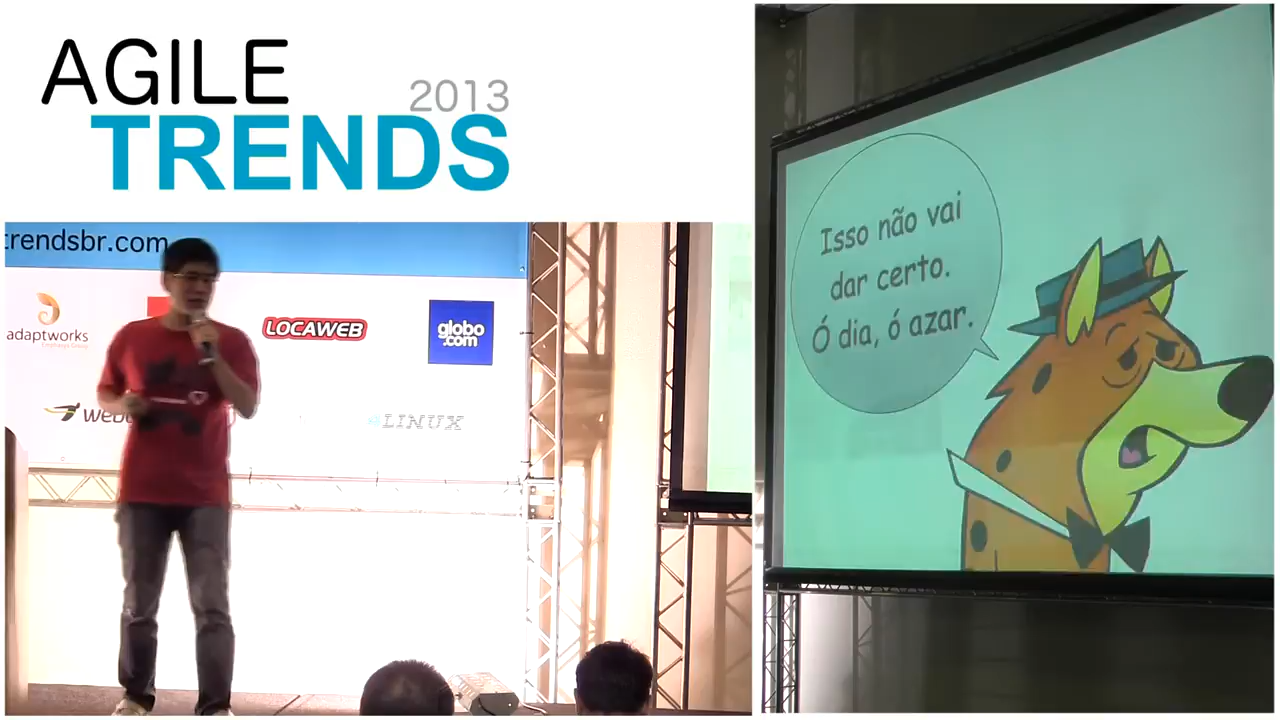 AGILE
2013
TRENDS
trendsbr.com
adaptworks
LOCAWEB
globo
.com
LINUX
Isso não vai
dar certo.
Ó dia, ó azar.